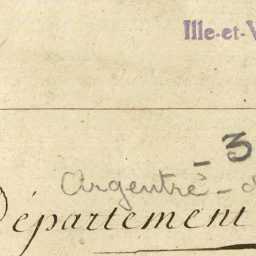 Ille-et-V
- 3
Argentré - d
Département